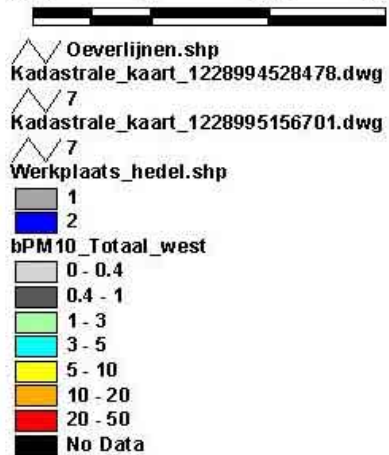 Oeverlijnen.shp
Kadastrale_kaart_1228994528478.dwg
7
Kadastrale_kaart_1228995156701.dwg
7
Werkplaats_hedel.shp
1
2
bPM10_Totaal_west
0 - 0.4
0.4 - 1
1 - 3
3 - 5
5 - 10
10 - 20
20 - 50
No Data